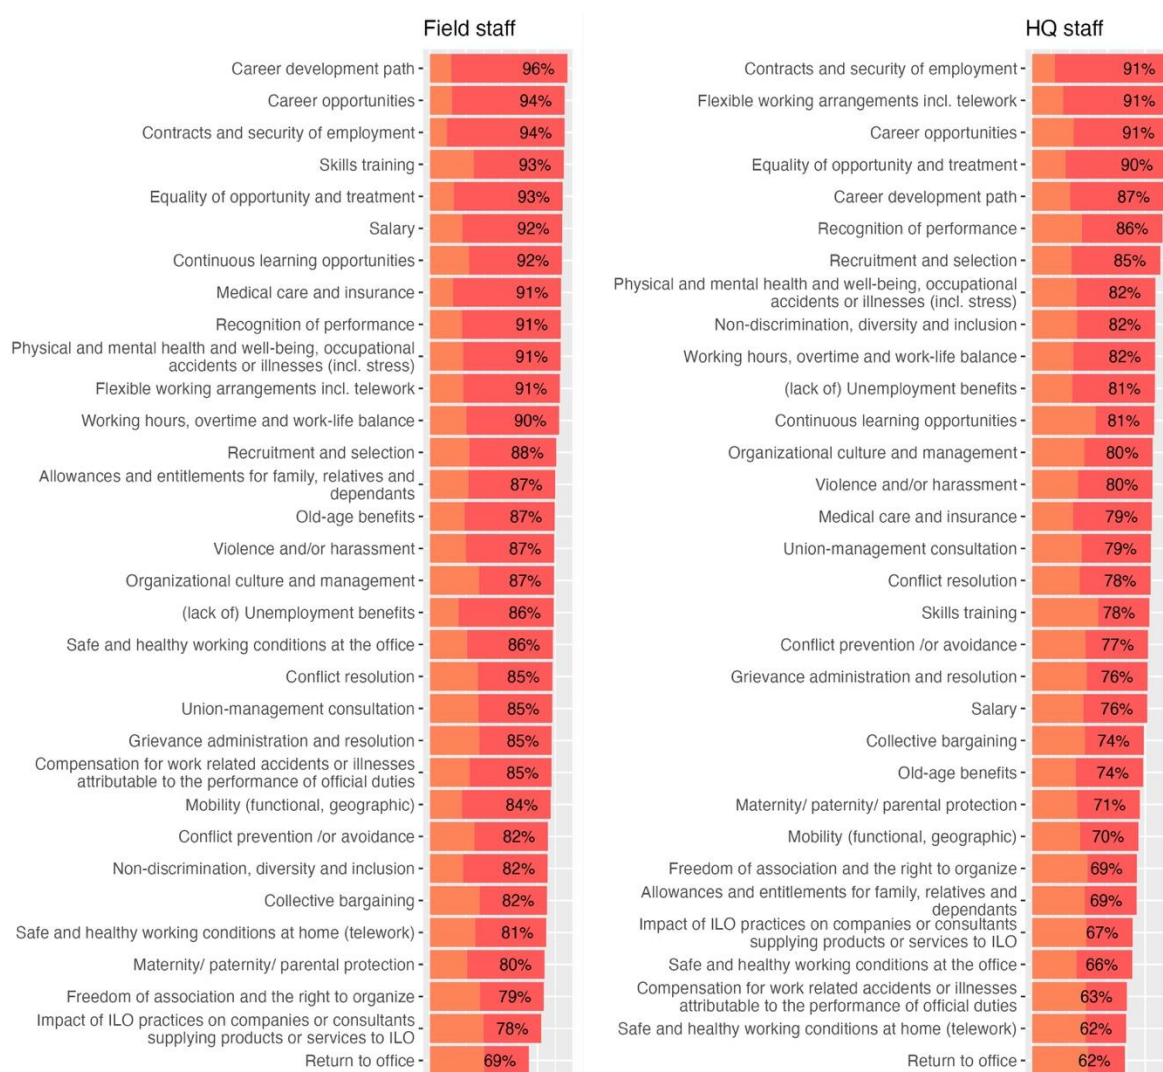 Field staff
Career development path
96%
Career opportunities
94%
Contracts and security of employment
94%
Skills training
93%
Equality of opportunity and treatment
93%
Salary
92%
Continuous learning opportunities
92%
Medical care and insurance
91%
Recognition of performance
91%
Physical and mental health and well-being, occupational
accidents or illnesses (incl. stress)
91%
Flexible working arrangements incl. telework
91%
Working hours, overtime and work-life balance
90%
Recruitment and selection
88%
Allowances and entitlements for family, relatives and
dependants
87%
Old-age benefits
87%
Violence and/or harassment
87%
Organizational culture and management
87%
(lack of) Unemployment benefits
86%
Safe and healthy working conditions at the office
86%
Conflict resolution
85%
Union-management consultation
85%
Grievance administration and resolution
85%
Compensation for work related accidents or illnesses
attributable to the performance of official duties
85%
Mobility (functional, geographic)
84%
Conflict prevention /or avoidance
82%
Non-discrimination, diversity and inclusion
82%
Collective bargaining
82%
Safe and healthy working conditions at home (telework)
81%
Maternity/ paternity/ parental protection
80%
Freedom of association and the right to organize
79%
Impact of ILO practices on companies or consultants
supplying products or services to ILO
78%
Return to office
69%
HQ staff
Contracts and security of employment
91%
Flexible working arrangements incl. telework
91%
Career opportunities
91%
Equality of opportunity and treatment
90%
Career development path
87%
Recognition of performance
86%
Recruitment and selection
85%
Physical and mental health and well-being, occupational
accidents or illnesses (incl. stress)
82%
Non-discrimination, diversity and inclusion
82%
Working hours, overtime and work-life balance
82%
(lack of) Unemployment benefits
81%
Continuous learning opportunities
81%
Organizational culture and management
80%
Violence and/or harassment
80%
Medical care and insurance
79%
Union-management consultation
79%
Conflict resolution
78%
Skills training
78%
Conflict prevention /or avoidance
77%
Grievance administration and resolution
76%
Salary
76%
Collective bargaining
74%
Old-age benefits
74%
Maternity/ paternity/ parental protection
71%
Mobility (functional, geographic)
70%
Freedom of association and the right to organize
69%
Allowances and entitlements for family, relatives and
dependants
69%
Impact of ILO practices on companies or consultants
supplying products or services to ILO
67%
Safe and healthy working conditions at the office
66%
Compensation for work related accidents or illnesses
attributable to the performance of official duties
63%
Safe and healthy working conditions at home (telework)
62%
Return to office
62%